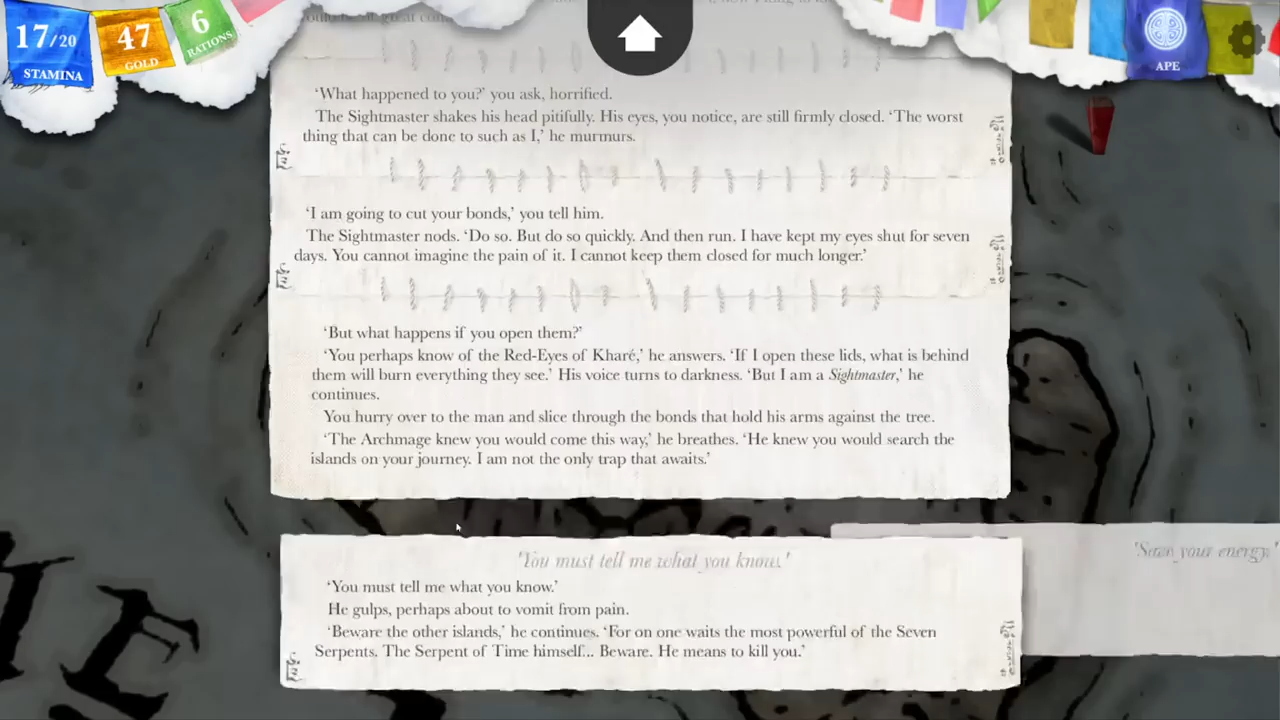 17/20
STAMINA
47
GOLD
6
RATIONS
APE
‘What happened to you?’ you ask, horrified.
The Sightmaster shakes his head pitifully. His eyes, you notice, are still firmly closed. ‘The worst
thing that can be done to such as I,’ he murmurs.
‘I am going to cut your bonds,’ you tell him.
The Sightmaster nods. ‘Do so. But do so quickly. And then run. I have kept my eyes shut for seven
days. You cannot imagine the pain of it. I cannot keep them closed for much longer.’
‘But what happens if you open them?’
‘You perhaps know of the Red-Eyes of Kharé,’ he answers. ‘If I open these lids, what is behind
them will burn everything they see.’ His voice turns to darkness. ‘But I am a Sightmaster,’ he
continues.
You hurry over to the man and slice through the bonds that hold his arms against the tree.
‘The Archmage knew you would come this way,’ he breathes. ‘He knew you would search the
islands on your journey. I am not the only trap that awaits.’
'You must tell me what you know.'
'Save your energy.'
‘You must tell me what you know.’
He gulps, perhaps about to vomit from pain.
‘Beware the other islands,’ he continues. ‘For on one waits the most powerful of the Seven
Serpents. The Serpent of Time himself... Beware. He means to kill you.’